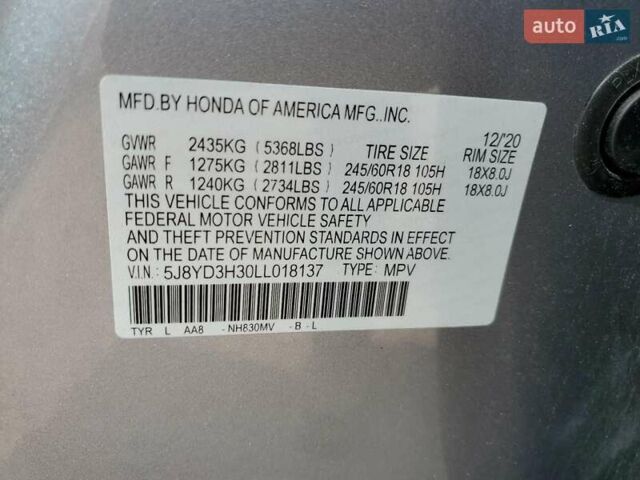 auto RIA .com
MFD.BY HONDA OF AMERICA MFG.,INC.
12/'20
GVWR 2435KG (5368LBS) TIRE SIZE RIM SIZE
GAWR F 1275KG (2811LBS) 245/60R18 105H 18X8.0J
GAWR R 1240KG (2734LBS) 245/60R18 105H 18X8.0J
THIS VEHICLE CONFORMS TO ALL APPLICABLE
FEDERAL MOTOR VEHICLE SAFETY
AND THEFT PREVENTION STANDARDS IN EFFECT
ON THE DATE OF MANUFACTURE SHOWN ABOVE.
V.I.N.: 5J8YD3H30LL018137 TYPE: MPV
TYR L AA8 -NH830MV -B-L